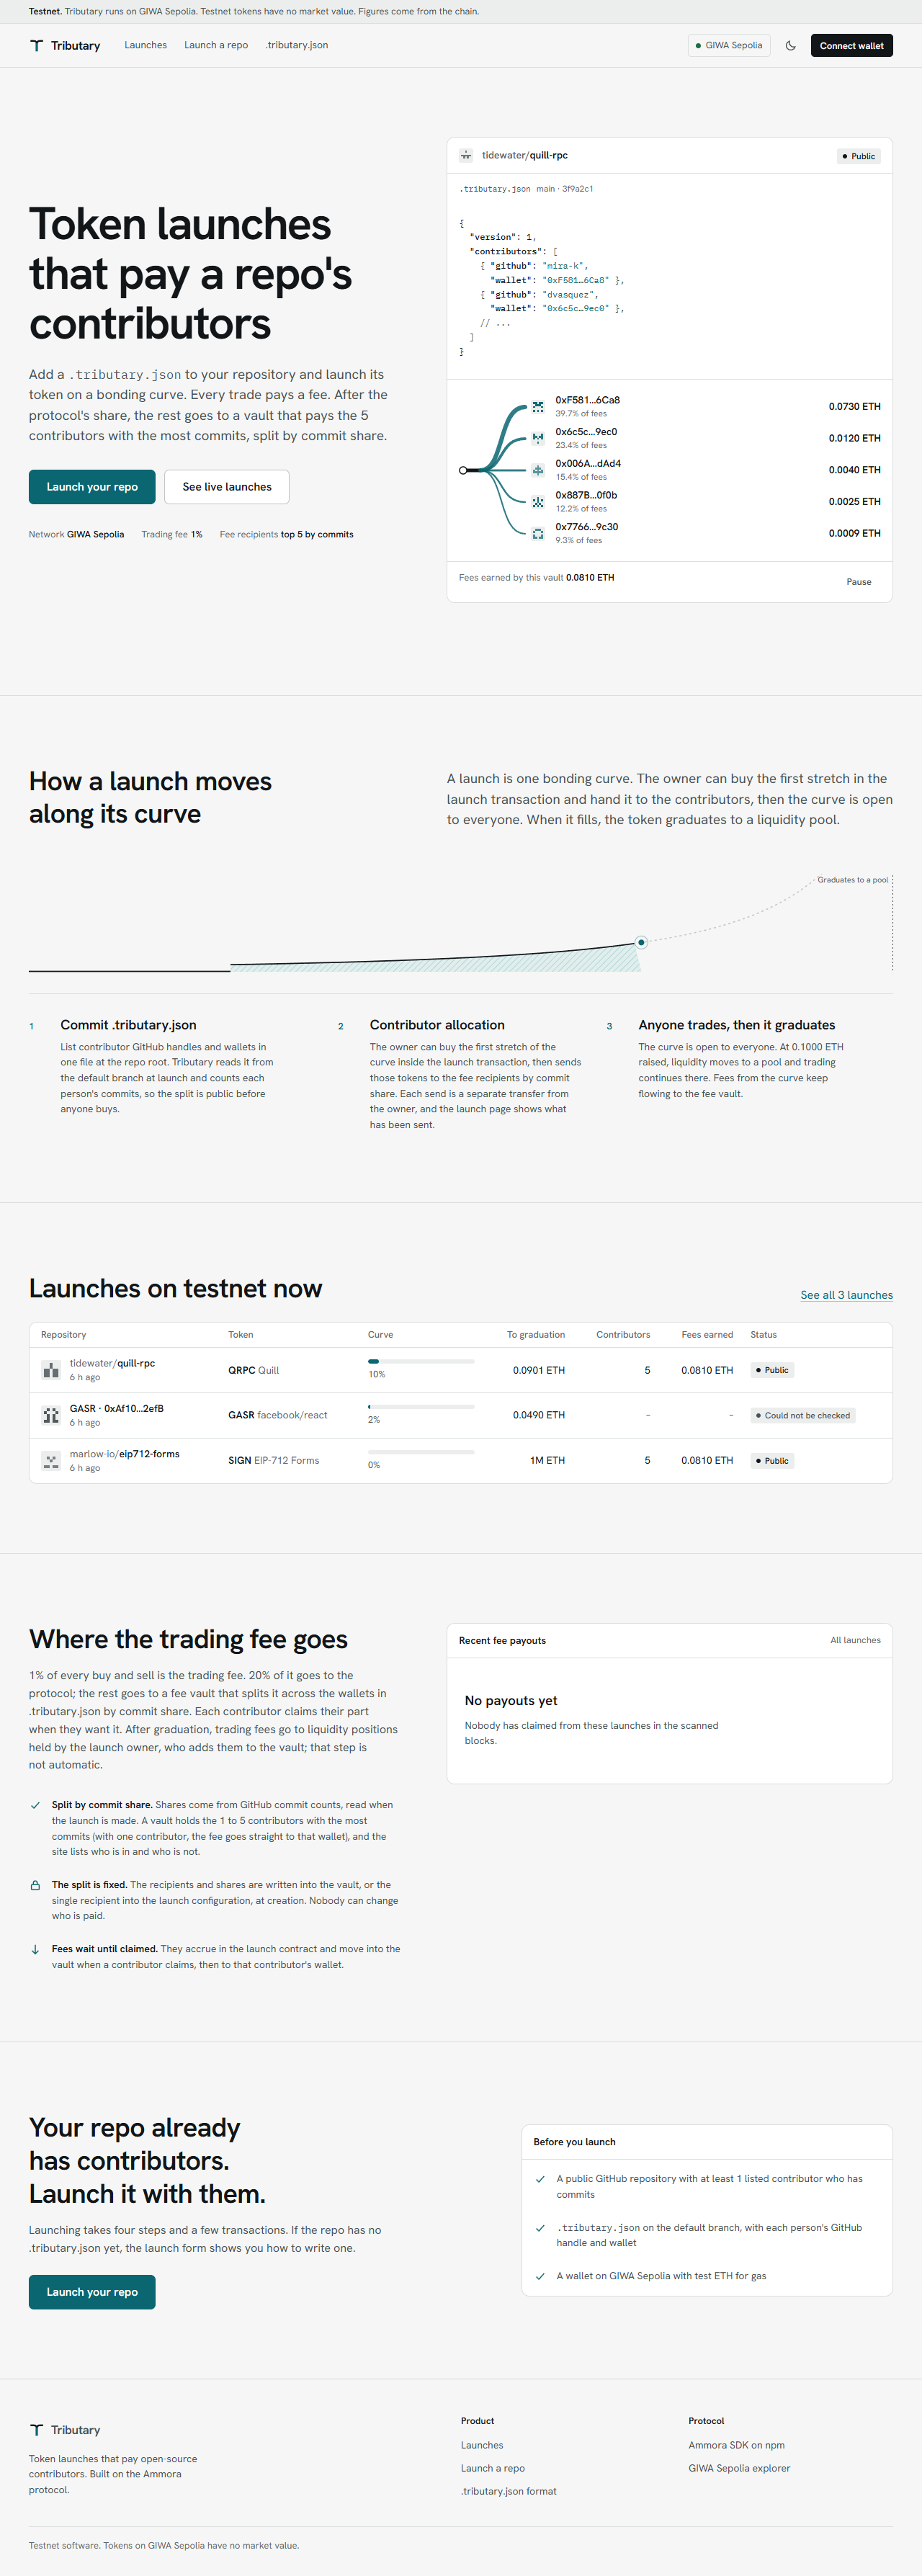 Testnet. Tributary runs on GIWA Sepolia. Testnet tokens have no market value. Figures come from the chain.
Tributary
Launches
Launch a repo
.tributary.json
GIWA Sepolia
Connect wallet
Token launches
that pay a repo's
contributors
Add a .tributary.json to your repository and launch its
token on a bonding curve. Every trade pays a fee. After the
protocol's share, the rest goes to a vault that pays the 5
contributors with the most commits, split by commit share.
Launch your repo
See live launches
Network GIWA Sepolia
Trading fee 1%
Fee recipients top 5 by commits
tidewater/quill-rpc
Public
.tributary.json main · 3f9a2c1
{
"version": 1,
"contributors": [
{ "github": "mira-k",
"wallet": "0xF581…6Ca8" },
{ "github": "dvasquez",
"wallet": "0x6c5c…9ec0" },
// ...
]
}
0xF581…6Ca8
39.7% of fees
0.0730 ETH
0x6c5c…9ec0
23.4% of fees
0.0120 ETH
0x006A…dAd4
15.4% of fees
0.0040 ETH
0x887B…0f0b
12.2% of fees
0.0025 ETH
0x7766…9c30
9.3% of fees
0.0009 ETH
Fees earned by this vault 0.0810 ETH
Pause
How a launch moves
along its curve
A launch is one bonding curve. The owner can buy the first stretch in the
launch transaction and hand it to the contributors, then the curve is open
to everyone. When it fills, the token graduates to a liquidity pool.
Graduates to a pool
1
Commit .tributary.json
List contributor GitHub handles and wallets in
one file at the repo root. Tributary reads it from
the default branch at launch and counts each
person's commits, so the split is public before
anyone buys.
2
Contributor allocation
The owner can buy the first stretch of the
curve inside the launch transaction, then sends
those tokens to the fee recipients by commit
share. Each send is a separate transfer from
the owner, and the launch page shows what
has been sent.
3
Anyone trades, then it graduates
The curve is open to everyone. At 0.1000 ETH
raised, liquidity moves to a pool and trading
continues there. Fees from the curve keep
flowing to the fee vault.
Launches on testnet now
See all 3 launches
Repository
Token
Curve
To graduation
Contributors
Fees earned
Status
tidewater/quill-rpc
6 h ago
QRPC Quill
10%
0.0901 ETH
5
0.0810 ETH
Public
GASR · 0xAf10…2efB
6 h ago
GASR facebook/react
2%
0.0490 ETH
–
–
Could not be checked
marlow-io/eip712-forms
6 h ago
SIGN EIP-712 Forms
0%
1M ETH
5
0.0810 ETH
Public
Where the trading fee goes
1% of every buy and sell is the trading fee. 20% of it goes to the
protocol; the rest goes to a fee vault that splits it across the wallets in
.tributary.json by commit share. Each contributor claims their part
when they want it. After graduation, trading fees go to liquidity positions
held by the launch owner, who adds them to the vault; that step is
not automatic.
Split by commit share. Shares come from GitHub commit counts, read when
the launch is made. A vault holds the 1 to 5 contributors with the most
commits (with one contributor, the fee goes straight to that wallet), and the
site lists who is in and who is not.
The split is fixed. The recipients and shares are written into the vault, or the
single recipient into the launch configuration, at creation. Nobody can change
who is paid.
Fees wait until claimed. They accrue in the launch contract and move into the
vault when a contributor claims, then to that contributor's wallet.
Recent fee payouts
All launches
No payouts yet
Nobody has claimed from these launches in the scanned
blocks.
Your repo already
has contributors.
Launch it with them.
Launching takes four steps and a few transactions. If the repo has no
.tributary.json yet, the launch form shows you how to write one.
Launch your repo
Before you launch
A public GitHub repository with at least 1 listed contributor who has
commits
.tributary.json on the default branch, with each person's GitHub
handle and wallet
A wallet on GIWA Sepolia with test ETH for gas
Tributary
Token launches that pay open-source
contributors. Built on the Ammora
protocol.
Product
Launches
Launch a repo
.tributary.json format
Protocol
Ammora SDK on npm
GIWA Sepolia explorer
Testnet software. Tokens on GIWA Sepolia have no market value.